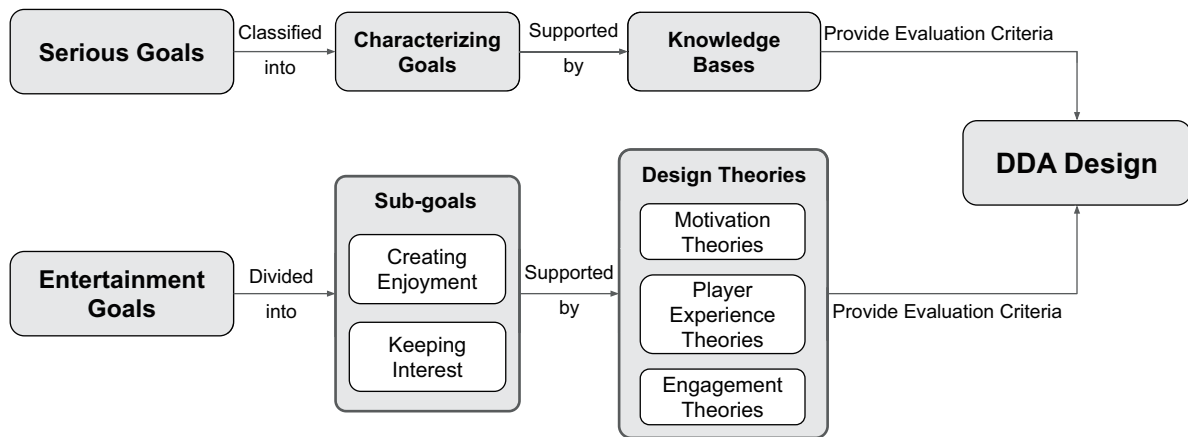 Serious Goals
Classified
into
Characterizing
Goals
Supported
by
Knowledge
Bases
Provide Evaluation Criteria
DDA Design
Entertainment
Goals
Divided
into
Sub-goals
Creating
Enjoyment
Keeping
Interest
Supported
by
Design Theories
Motivation
Theories
Player
Experience
Theories
Engagement
Theories
Provide Evaluation Criteria